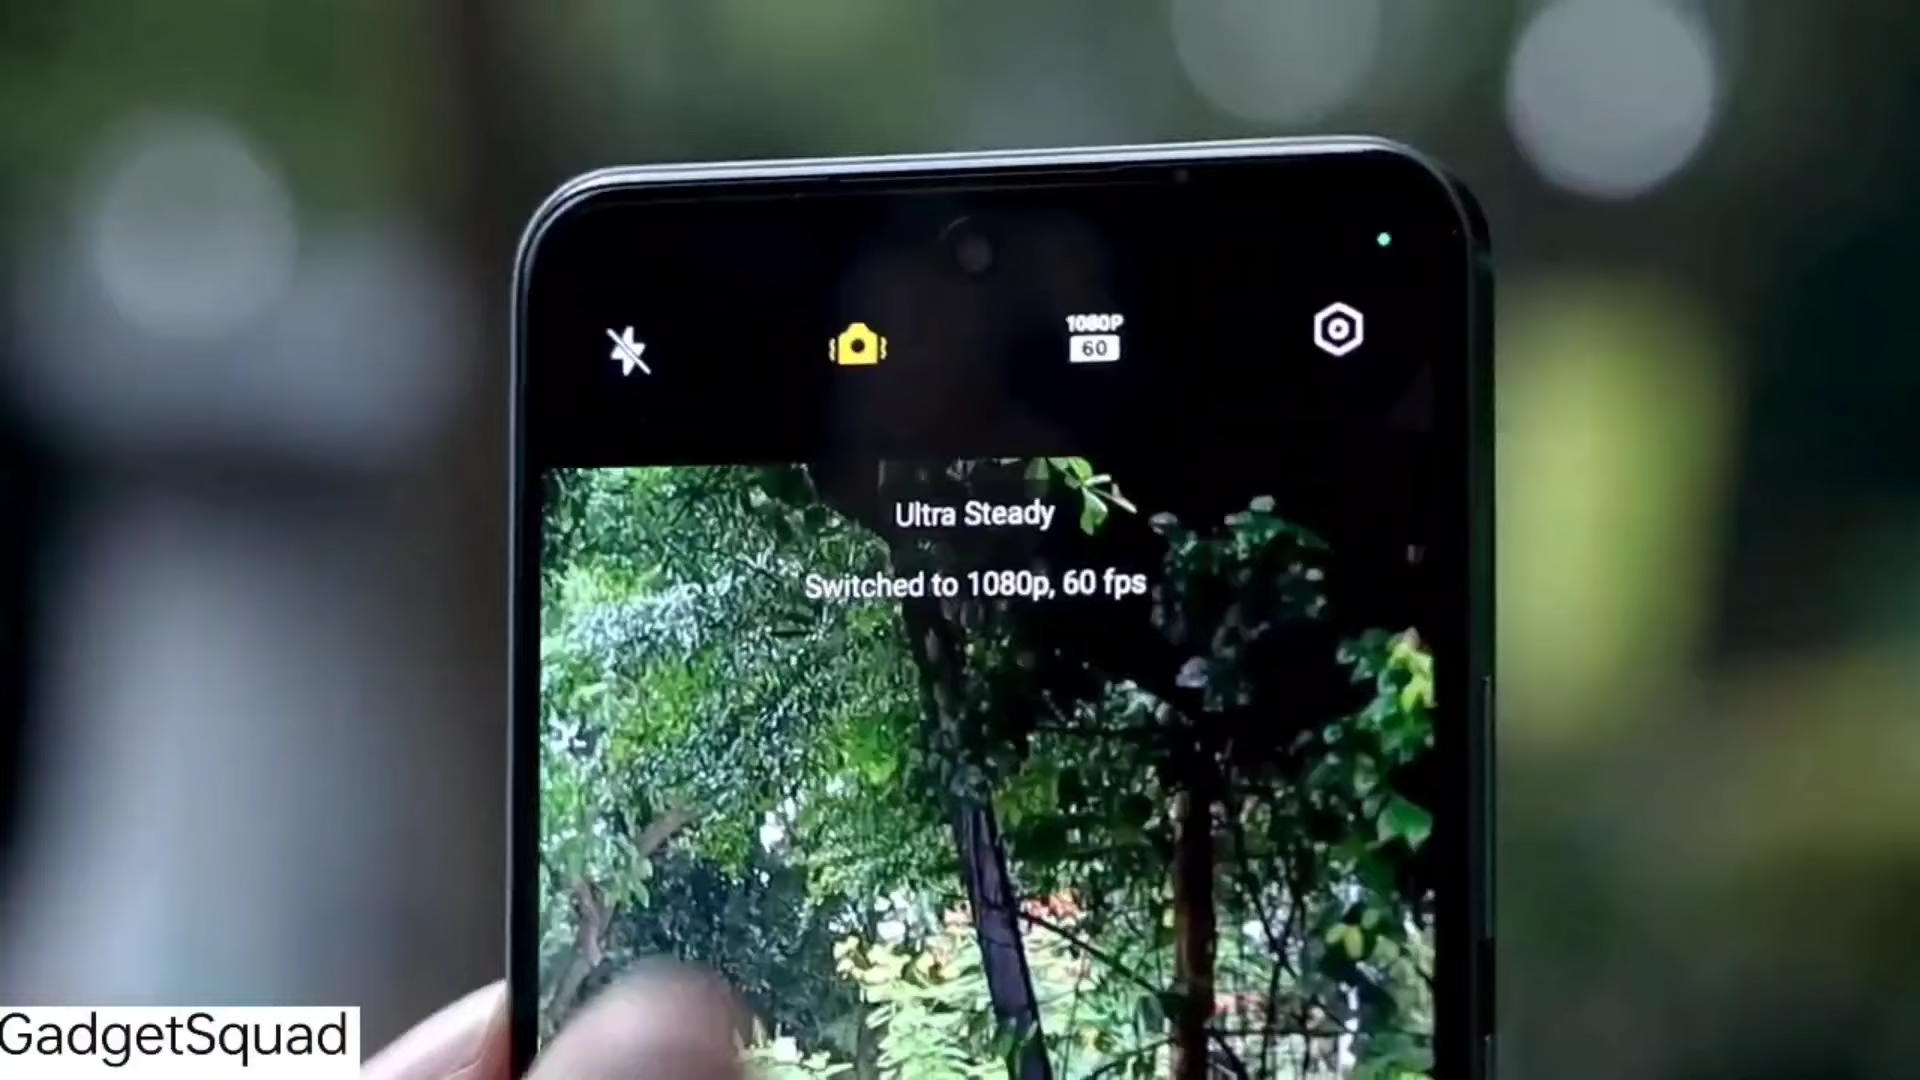 1080P
60
Ultra Steady
Switched to 1080p, 60 fps
GadgetSquad